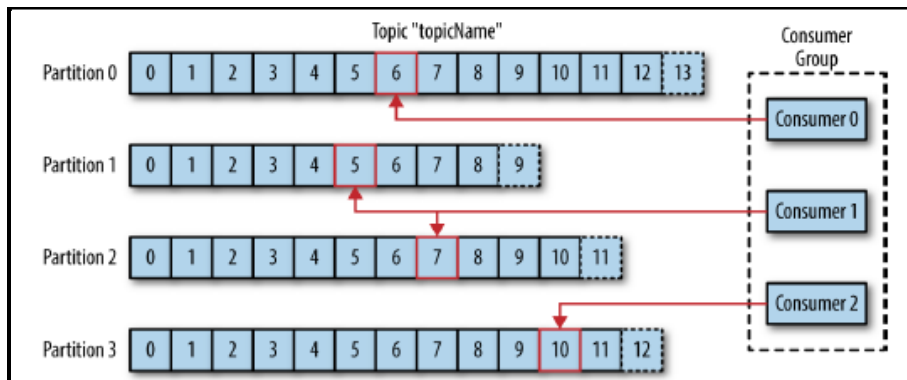 Topic "topicName"
Consumer
Group
Partition 0 0 1 2 3 4 5 6 7 8 9 10 11 12 13
Consumer 0
Partition 1 0 1 2 3 4 5 6 7 8 9
Consumer 1
Partition 2 0 1 2 3 4 5 6 7 8 9 10 11
Consumer 2
Partition 3 0 1 2 3 4 5 6 7 8 9 10 11 12